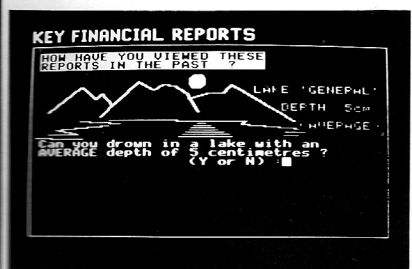 KEY FINANCIAL REPORTS
HOW HAVE YOU VIEWED THESE
REPORTS IN THE PAST ?
LAKE 'GENERAL'
DEPTH 5cm
'AVERAGE'
Can you drown in a lake with an
AVERAGE depth of 5 centimetres ?
(Y or N) :